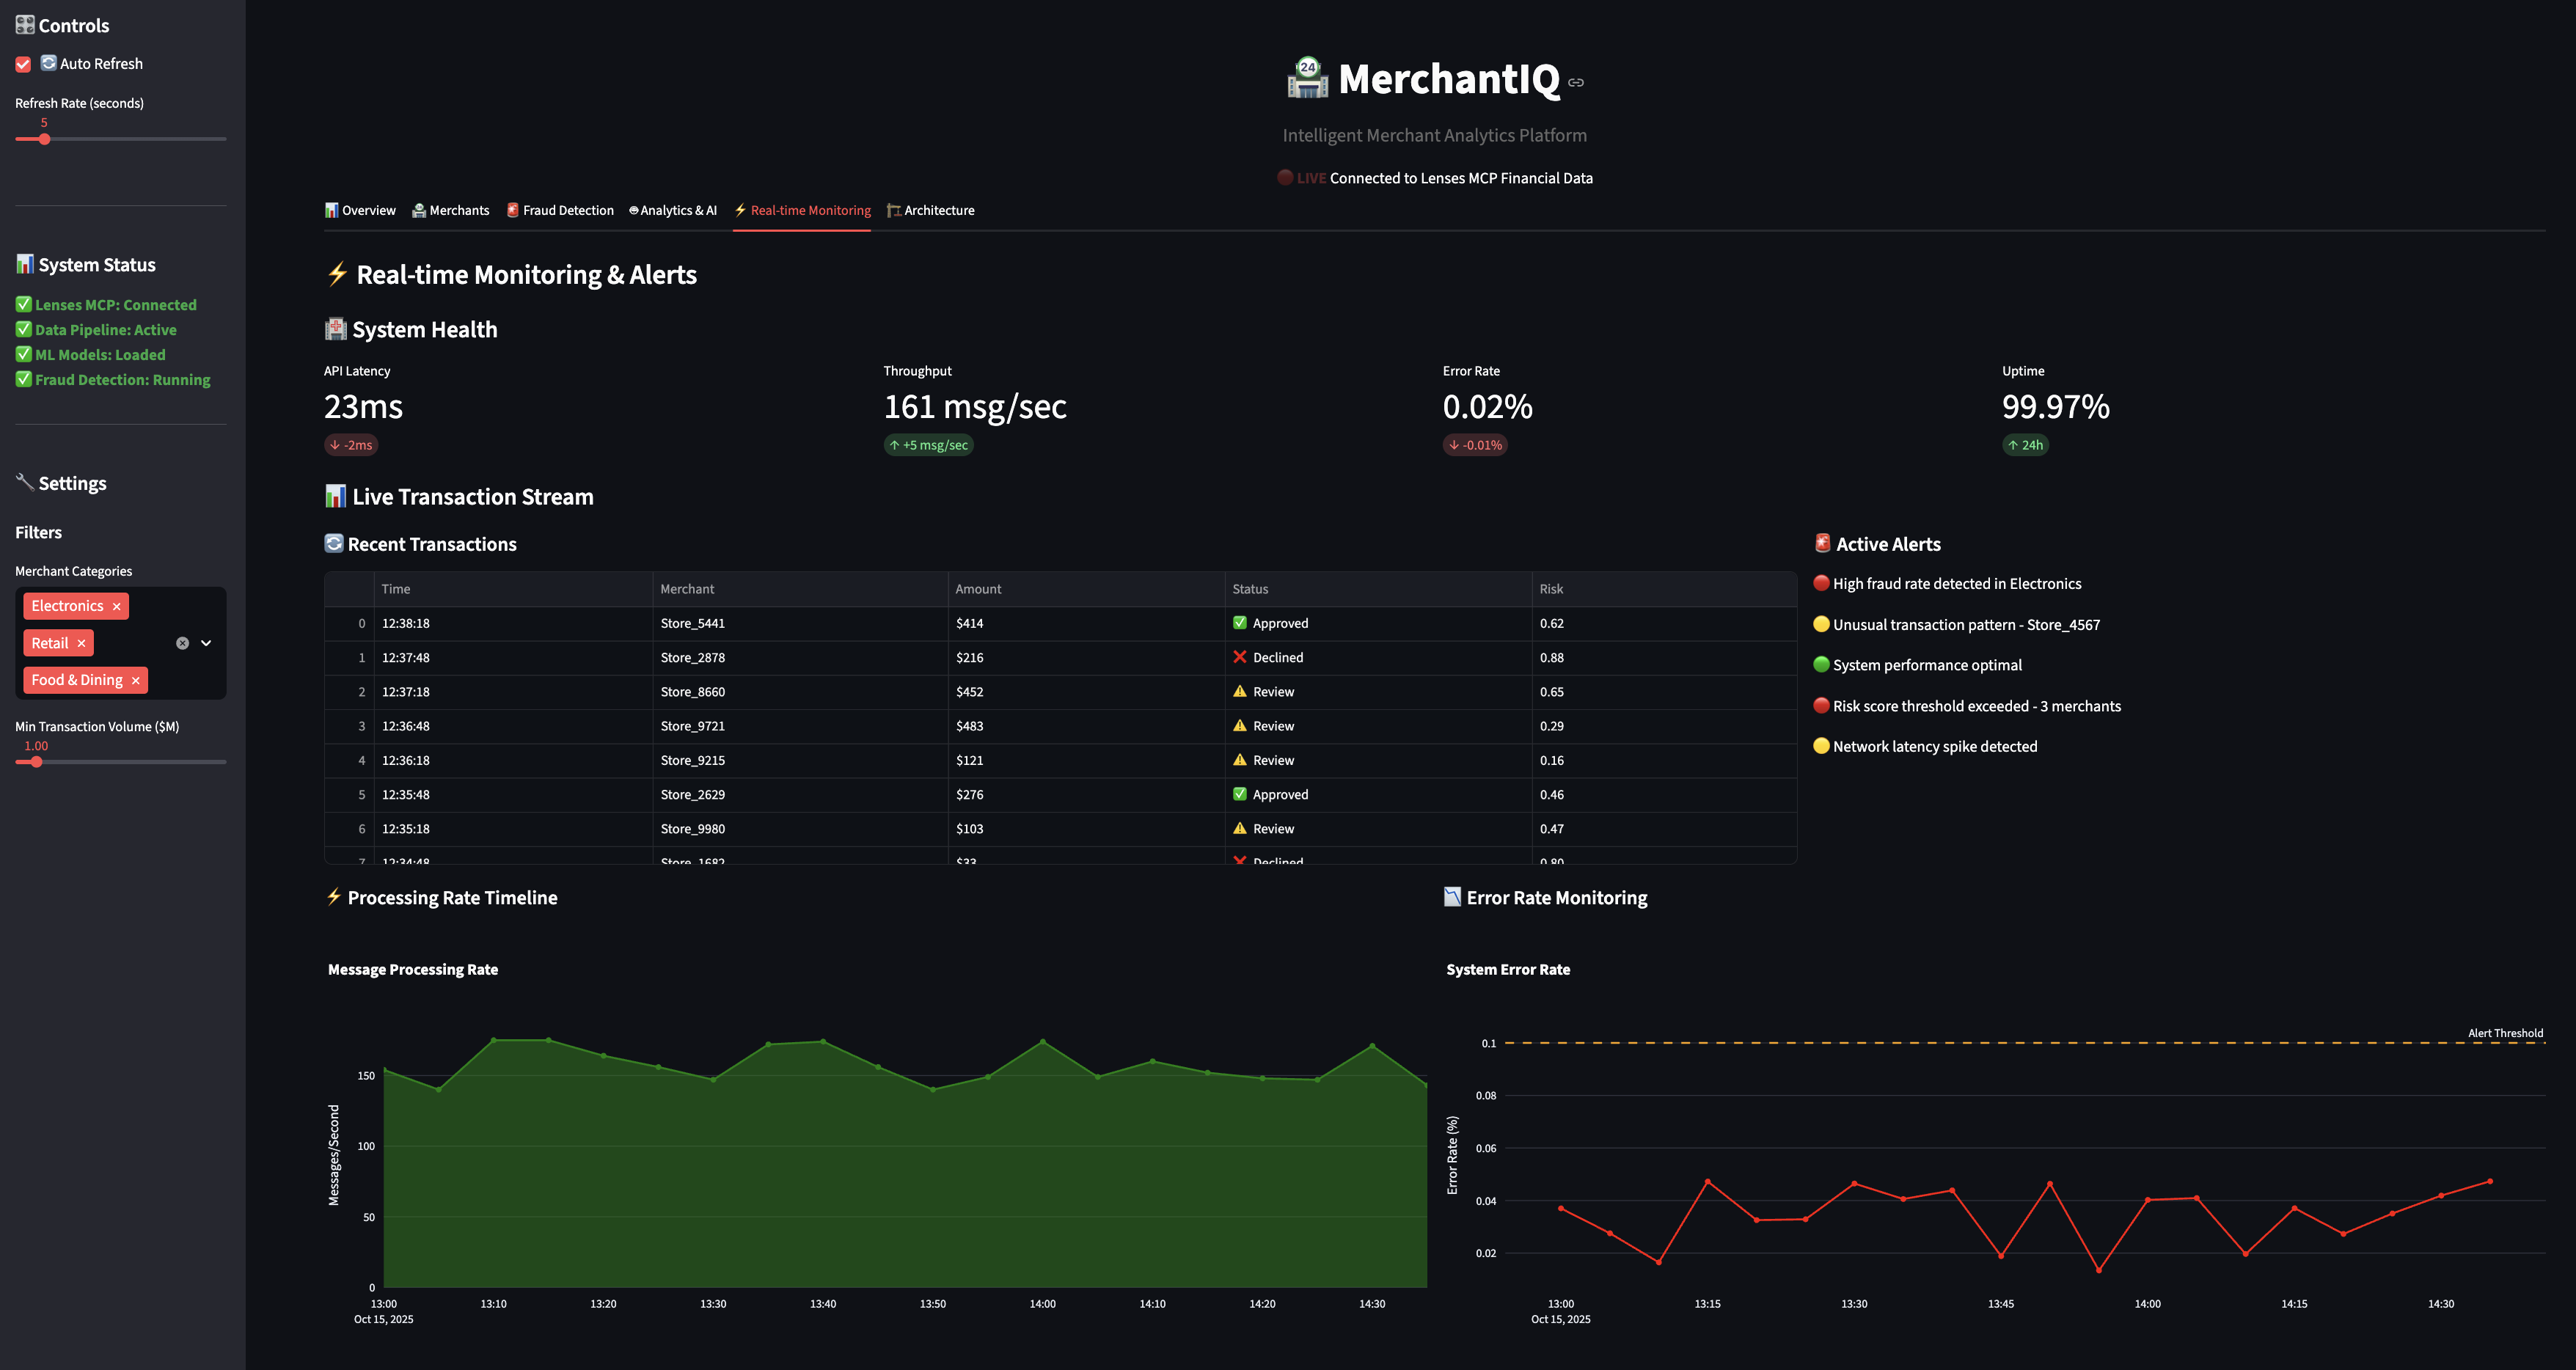 Controls
Auto Refresh
Refresh Rate (seconds)
5
System Status
Lenses MCP: Connected
Data Pipeline: Active
ML Models: Loaded
Fraud Detection: Running
Settings
Filters
Merchant Categories
Electronics ×
Retail ×
Food & Dining ×
Min Transaction Volume ($M)
1.00
24
MerchantIQ
Intelligent Merchant Analytics Platform
LIVE Connected to Lenses MCP Financial Data
Overview Merchants Fraud Detection Analytics & AI Real-time Monitoring Architecture
Real-time Monitoring & Alerts
System Health
API Latency Throughput Error Rate Uptime
23ms 161 msg/sec 0.02% 99.97%
↓ -2ms ↑ +5 msg/sec ↓ -0.01% ↑ 24h
Live Transaction Stream
Recent Transactions
Time Merchant Amount Status Risk
0 12:38:18 Store_5441 $414 ✅ Approved 0.62
1 12:37:48 Store_2878 $216 ❌ Declined 0.88
2 12:37:18 Store_8660 $452 ⚠️ Review 0.65
3 12:36:48 Store_9721 $483 ⚠️ Review 0.29
4 12:36:18 Store_9215 $121 ⚠️ Review 0.16
5 12:35:48 Store_2629 $276 ✅ Approved 0.46
6 12:35:18 Store_9980 $103 ⚠️ Review 0.47
7 12:34:48 Store_1682 $33 ❌ Declined 0.80
Active Alerts
High fraud rate detected in Electronics
Unusual transaction pattern - Store_4567
System performance optimal
Risk score threshold exceeded - 3 merchants
Network latency spike detected
Processing Rate Timeline
Message Processing Rate
Messages/Second
150
100
50
0
13:00 13:10 13:20 13:30 13:40 13:50 14:00 14:10 14:20 14:30
Oct 15, 2025
Error Rate Monitoring
System Error Rate
Alert Threshold
Error Rate (%)
0.1
0.08
0.06
0.04
0.02
13:00 13:15 13:30 13:45 14:00 14:15 14:30
Oct 15, 2025